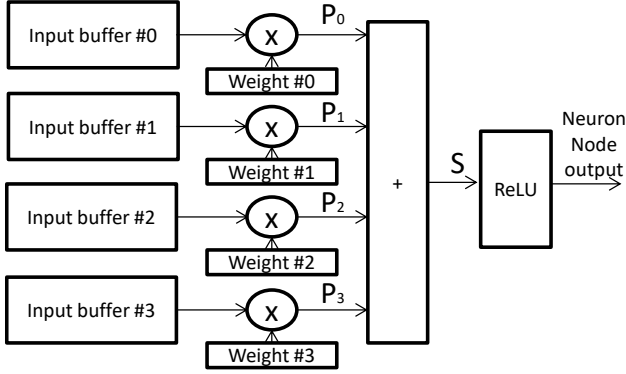 Input buffer #0
x
P0
Weight #0
Input buffer #1
x
P1
Weight #1
Input buffer #2
x
P2
Weight #2
Input buffer #3
x
P3
Weight #3
+
S
ReLU
Neuron
Node
output